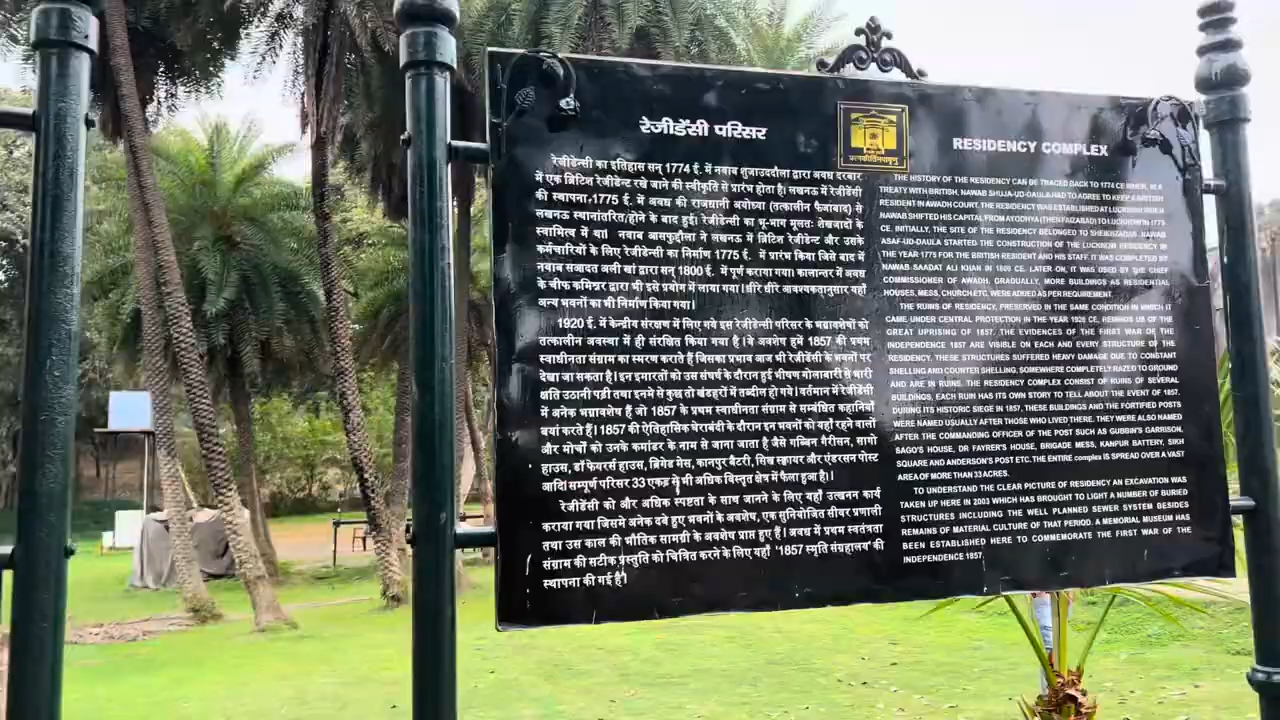 रेजीडेंसी परिसर
रेजीडेन्सी का इतिहास सन् 1774 ई. में नवाब शुजाउददौला द्वारा अवध दरबार
में एक ब्रिटिश रेजीडेन्ट रखे जाने की स्वीकृति से प्रारंभ होता है। लखनऊ में रेजीडेंसी
की स्थापना,1775 ई. में अवध की राजधानी अयोध्या (तत्कालीन फैजाबाद) से
लखनऊ स्थानांतरित होने के बाद हुई। रेजीडेंसी का भू-भाग मूलतः शेखजादों के
स्वामित्व में था। नवाब आसफुद्दौला ने लखनऊ में ब्रिटिश रेजीडेंट और उसके
कर्मचारियों के लिए रेजीडेन्सी का निर्माण 1775 ई. में प्रारंभ किया जिसे बाद में
नवाब सआदत अली खां द्वारा सन् 1800 ई. में पूर्ण कराया गया। कालान्तर में अवध
के चीफ कमिश्नर द्वारा भी इसे प्रयोग में लाया गया। धीरे धीरे आवश्यकतानुसार यहाँ
अन्य भवनों का भी निर्माण किया गया।
1920 ई. में केन्द्रीय संरक्षण में लिए गये इस रेजीडेन्सी परिसर के भग्नावशेषों को
तत्कालीन अवस्था में ही संरक्षित किया गया है। ये अवशेष हमें 1857 की प्रथम
स्वाधीनता संग्राम का स्मरण कराते हैं जिसका प्रभाव आज भी रेजीडेंसी के भवनों पर
देखा जा सकता है। इन इमारतों को उस संघर्ष के दौरान हुई भीषण गोलाबारी से भारी
क्षति उठानी पड़ी तथा इनमे से कुछ तो खंडहरों में तब्दील हो गये। वर्तमान में रेजीडेंसी
में अनेक भग्नावशेष हैं जो 1857 के प्रथम स्वाधीनता संग्राम से सम्बंधित कहानियाँ
बयां करते हैं। 1857 की ऐतिहासिक घेराबंदी के दौरान इन भवनों को यहाँ रहने वालों
और मोर्चों को उनके कमांडर के नाम से जाना जाता है जैसे गब्बिन गैरीसन, सागो
हाउस, डॉ फेयरर्स हाउस, ब्रिगेड मेस, कानपुर बैटरी, सिख स्क्वायर और एंडरसन पोस्ट
आदि। सम्पूर्ण परिसर 33 एकड़ से भी अधिक विस्तृत क्षेत्र में फैला हुआ है।
रेजीडेंसी को और अधिक स्पष्टता के साथ जानने के लिए यहाँ उत्खनन कार्य
कराया गया जिसमे अनेक दबे हुए भवनों के अवशेष, एक सुनियोजित सीवर प्रणाली
तथा उस काल की भौतिक सामग्री के अवशेष प्राप्त हुए हैं। अवध में प्रथम स्वतंत्रता
संग्राम की सटीक प्रस्तुति को चित्रित करने के लिए यहाँ '1857 स्मृति संग्रहालय' की
स्थापना की गई है।
प्रत्नकीर्तिमपावृणु
RESIDENCY COMPLEX
THE HISTORY OF THE RESIDENCY CAN BE TRACED BACK TO 1774 CE WHEN, IN A
TREATY WITH BRITISH, NAWAB SHUJA-UD-DAULA HAD TO AGREE TO KEEP A BRITISH
RESIDENT IN AWADH COURT. THE RESIDENCY WAS ESTABLISHED AT LUCKNOW WHEN
NAWAB SHIFTED HIS CAPITAL FROM AYODHYA (THEN FAIZABAD) TO LUCKNOW IN 1775
CE. INITIALLY, THE SITE OF THE RESIDENCY BELONGED TO SHEIKHZADAS. NAWAB
ASAF-UD-DAULA STARTED THE CONSTRUCTION OF THE LUCKNOW RESIDENCY IN
THE YEAR 1775 FOR THE BRITISH RESIDENT AND HIS STAFF. IT WAS COMPLETED BY
NAWAB SAADAT ALI KHAN IN 1800 CE. LATER ON, IT WAS USED BY THE CHIEF
COMMISSIONER OF AWADH. GRADUALLY, MORE BUILDINGS AS RESIDENTIAL
HOUSES, MESS, CHURCH ETC. WERE ADDED AS PER REQUIREMENT.
THE RUINS OF RESIDENCY, PRESERVED IN THE SAME CONDITION IN WHICH IT
CAME UNDER CENTRAL PROTECTION IN THE YEAR 1920 CE, REMINDS US OF THE
GREAT UPRISING OF 1857. THE EVIDENCES OF THE FIRST WAR OF THE
INDEPENDENCE 1857 ARE VISIBLE ON EACH AND EVERY STRUCTURE OF THE
RESIDENCY. THESE STRUCTURES SUFFERED HEAVY DAMAGE DUE TO CONSTANT
SHELLING AND COUNTER SHELLING, SOMEWHERE COMPLETELY RAZED TO GROUND
AND ARE IN RUINS. THE RESIDENCY COMPLEX CONSIST OF RUINS OF SEVERAL
BUILDINGS, EACH RUIN HAS ITS OWN STORY TO TELL ABOUT THE EVENT OF 1857.
DURING ITS HISTORIC SIEGE IN 1857, THESE BUILDINGS AND THE FORTIFIED POSTS
WERE NAMED USUALLY AFTER THOSE WHO LIVED THERE. THEY WERE ALSO NAMED
AFTER THE COMMANDING OFFICER OF THE POST SUCH AS GUBBIN'S GARRISON,
SAGO'S HOUSE, DR FAYRER'S HOUSE, BRIGADE MESS, KANPUR BATTERY, SIKH
SQUARE AND ANDERSON'S POST ETC. THE ENTIRE complex IS SPREAD OVER A VAST
AREA OF MORE THAN 33 ACRES.
TO UNDERSTAND THE CLEAR PICTURE OF RESIDENCY AN EXCAVATION WAS
TAKEN UP HERE IN 2003 WHICH HAS BROUGHT TO LIGHT A NUMBER OF BURIED
STRUCTURES INCLUDING THE WELL PLANNED SEWER SYSTEM BESIDES
REMAINS OF MATERIAL CULTURE OF THAT PERIOD. A MEMORIAL MUSEUM HAS
BEEN ESTABLISHED HERE TO COMMEMORATE THE FIRST WAR OF THE
INDEPENDENCE 1857.